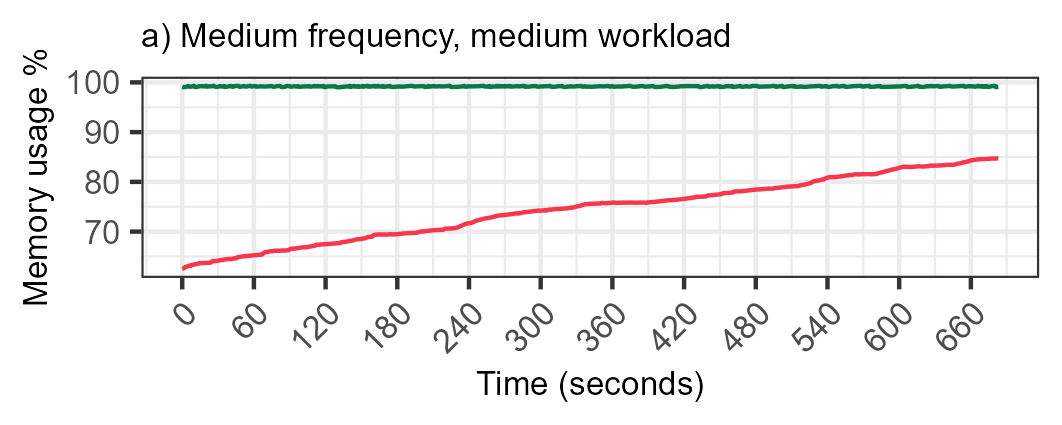 a) Medium frequency, medium workload
Memory usage %
100
90
80
70
0 60 120 180 240 300 360 420 480 540 600 660
Time (seconds)